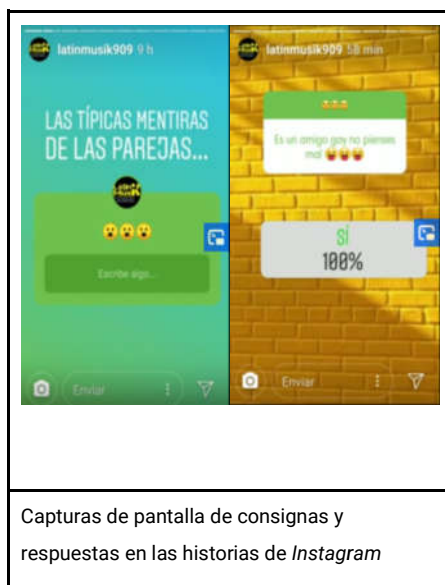 latinmusik909 9 h
LAS TÍPICAS MENTIRAS
DE LAS PAREJAS...
😮😮😮
Escribe algo...
Enviar
latinmusik909 58 min
Es un amigo gay no pienses
mal 😝😝😝
SÍ
100%
Enviar
Capturas de pantalla de consignas y
respuestas en las historias de Instagram